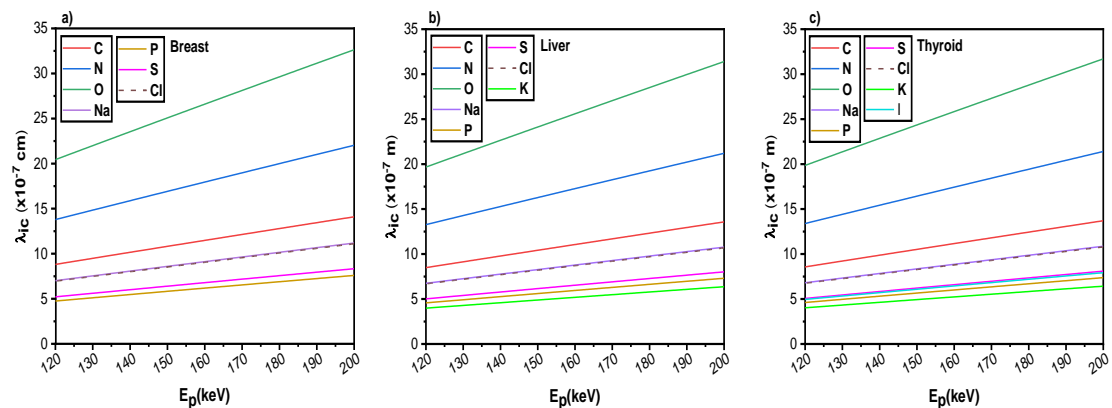 a)
C
N
O
Na
P
S
Cl
Breast
λic (x10-7 cm)
35
30
25
20
15
10
5
0
120 130 140 150 160 170 180 190 200
Ep(keV)
b)
C
N
O
Na
P
S
Cl
K
Liver
λic (x10-7 m)
35
30
25
20
15
10
5
0
120 130 140 150 160 170 180 190 200
Ep(keV)
c)
C
N
O
Na
P
S
Cl
K
I
Thyroid
λic (x10-7 m)
35
30
25
20
15
10
5
0
120 130 140 150 160 170 180 190 200
Ep(keV)